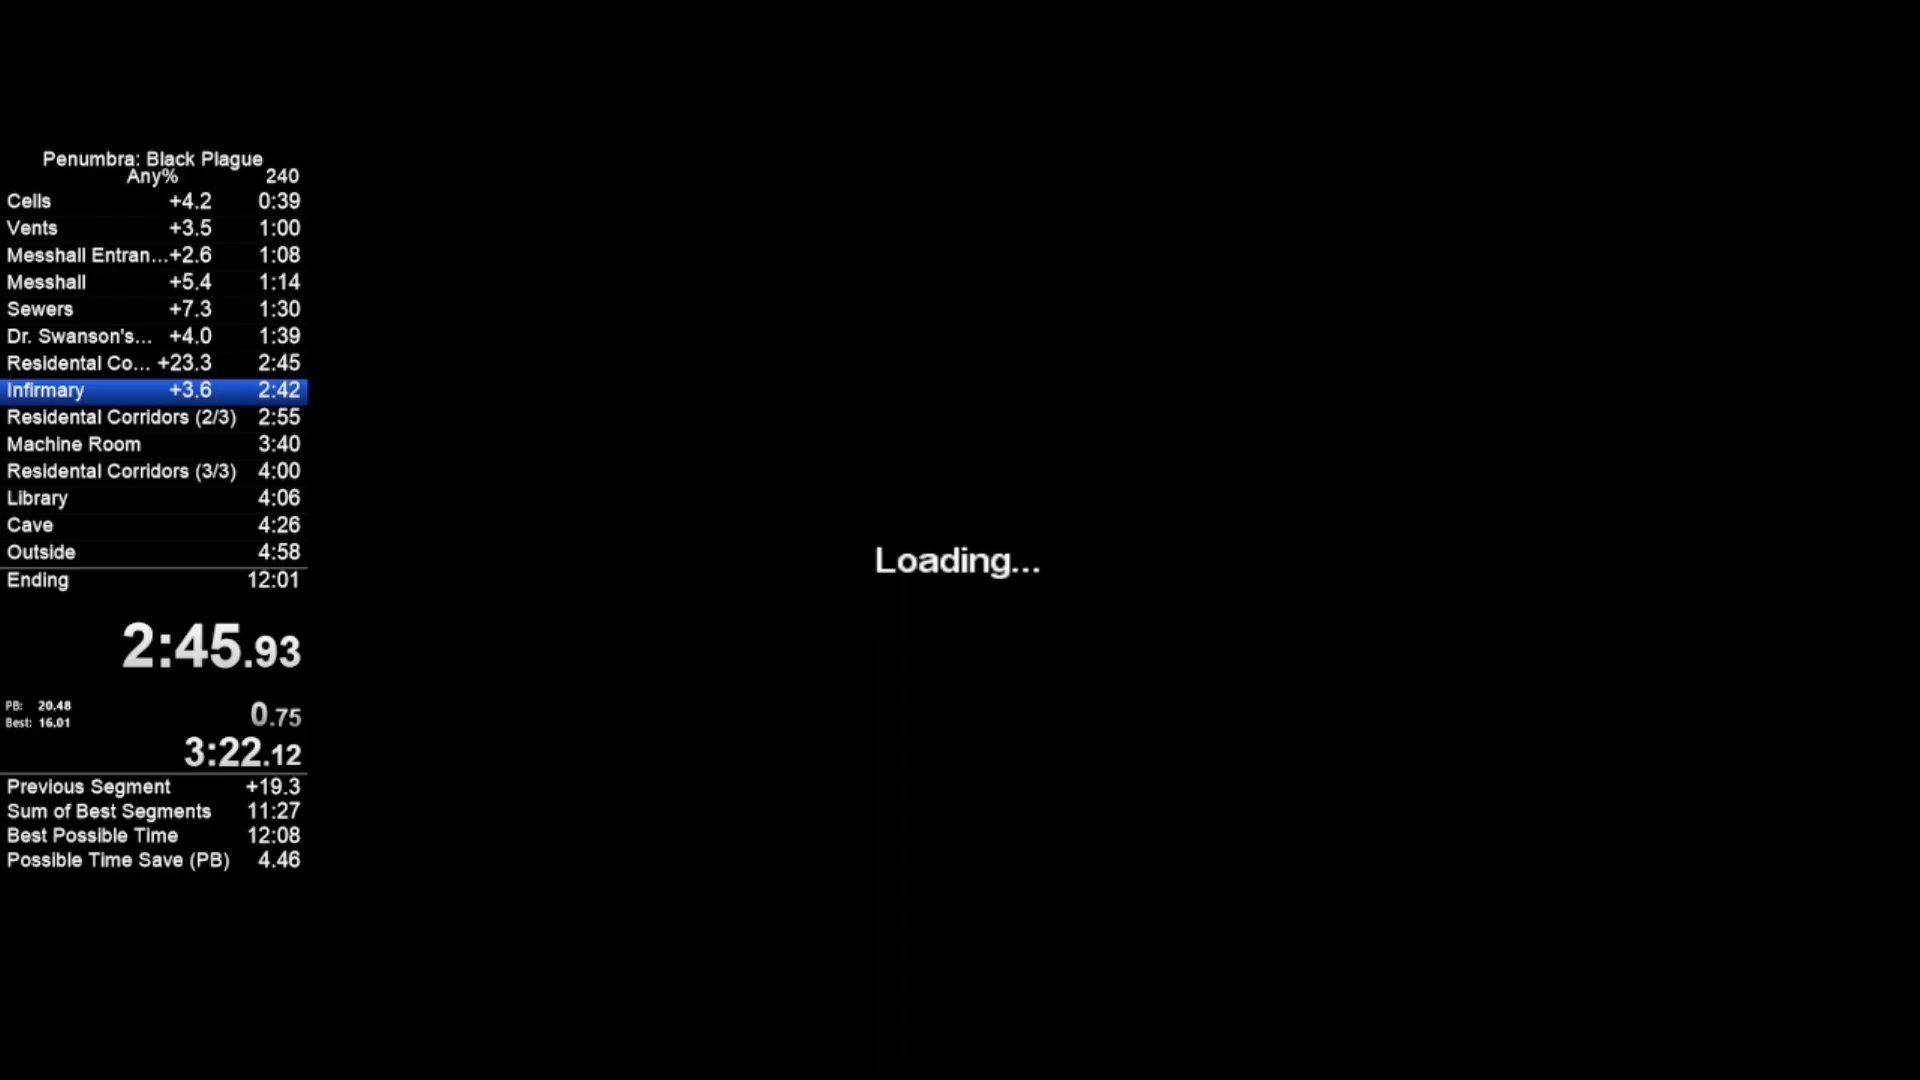 Penumbra: Black Plague
Any% 240
Cells +4.2 0:39
Vents +3.5 1:00
Messhall Entran... +2.6 1:08
Messhall +5.4 1:14
Sewers +7.3 1:30
Dr. Swanson's... +4.0 1:39
Residental Co... +23.3 2:45
Infirmary +3.6 2:42
Residental Corridors (2/3) 2:55
Machine Room 3:40
Residental Corridors (3/3) 4:00
Library 4:06
Cave 4:26
Outside 4:58
Ending 12:01
Loading...
2:45.93
PB: 20.48
Best: 16.01
0.75
3:22.12
Previous Segment +19.3
Sum of Best Segments 11:27
Best Possible Time 12:08
Possible Time Save (PB) 4.46